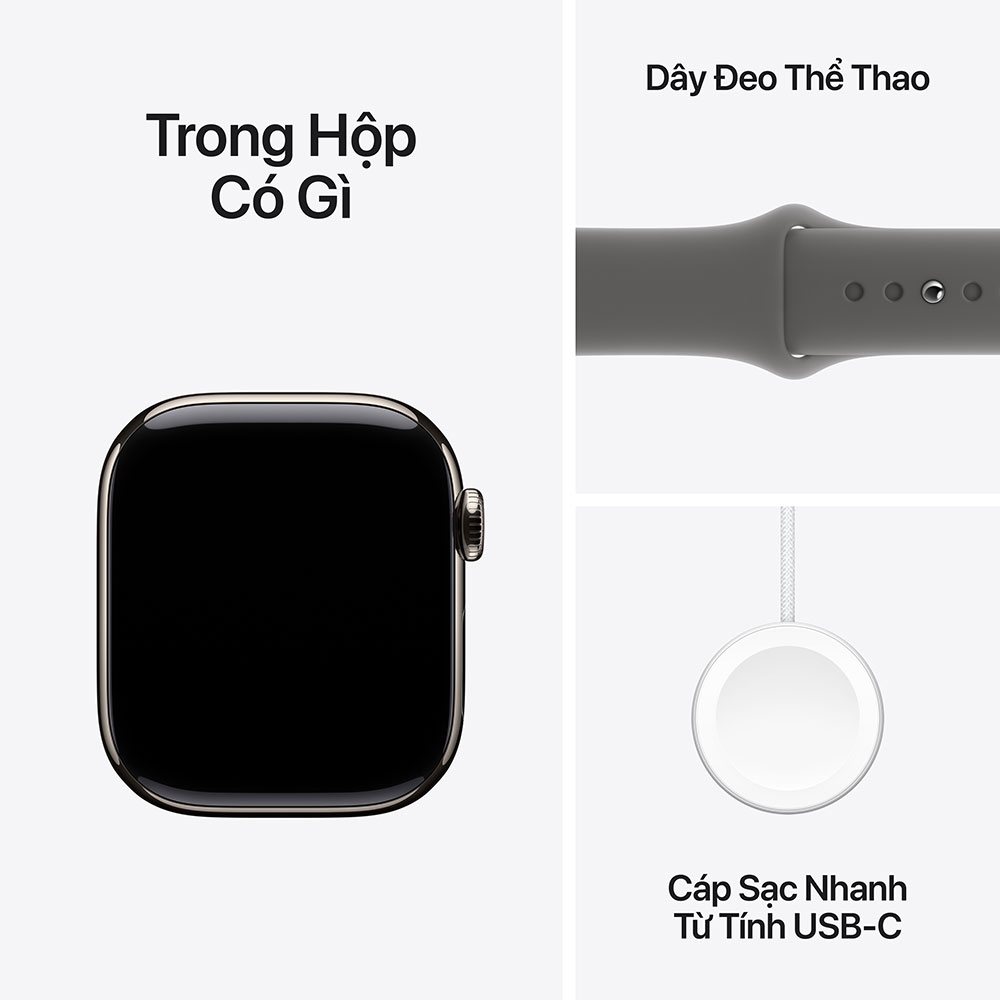 Trong Hộp
Có Gì
Dây Đeo Thể Thao
Cáp Sạc Nhanh
Từ Tính USB-C